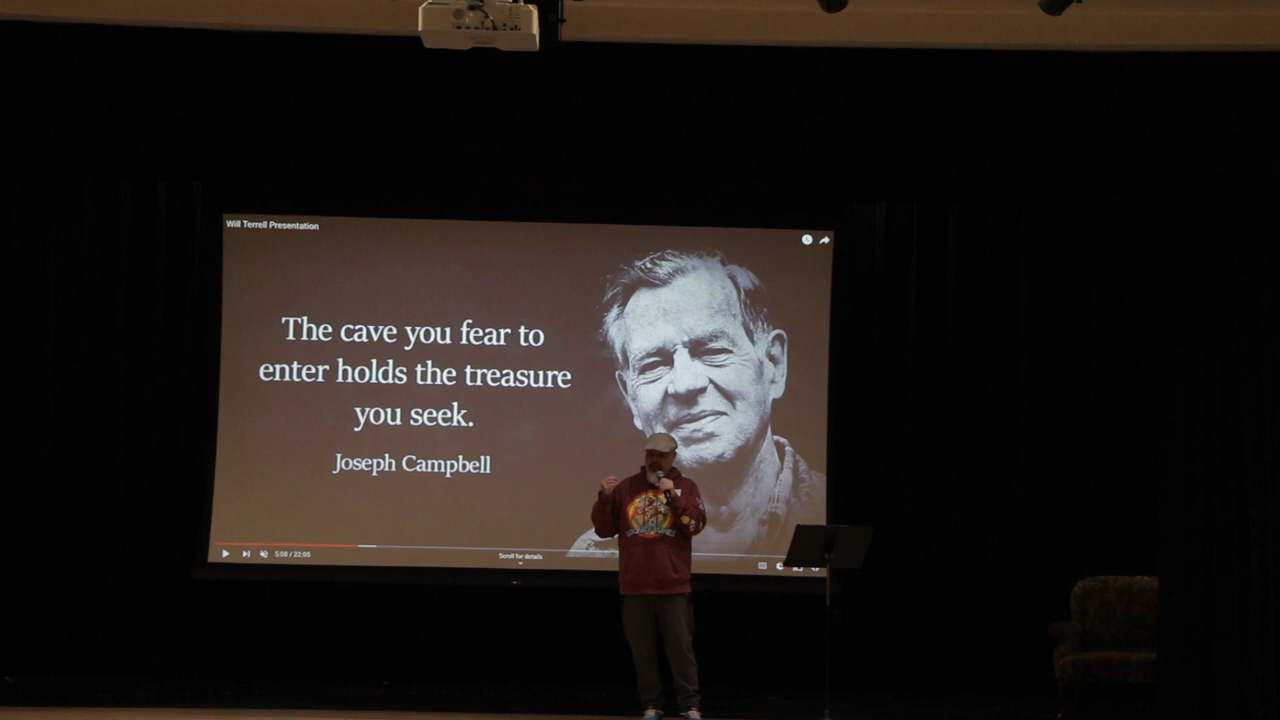 Will Terrell Presentation
The cave you fear to
enter holds the treasure
you seek.
Joseph Campbell
5:08 / 22:05
Scroll for details